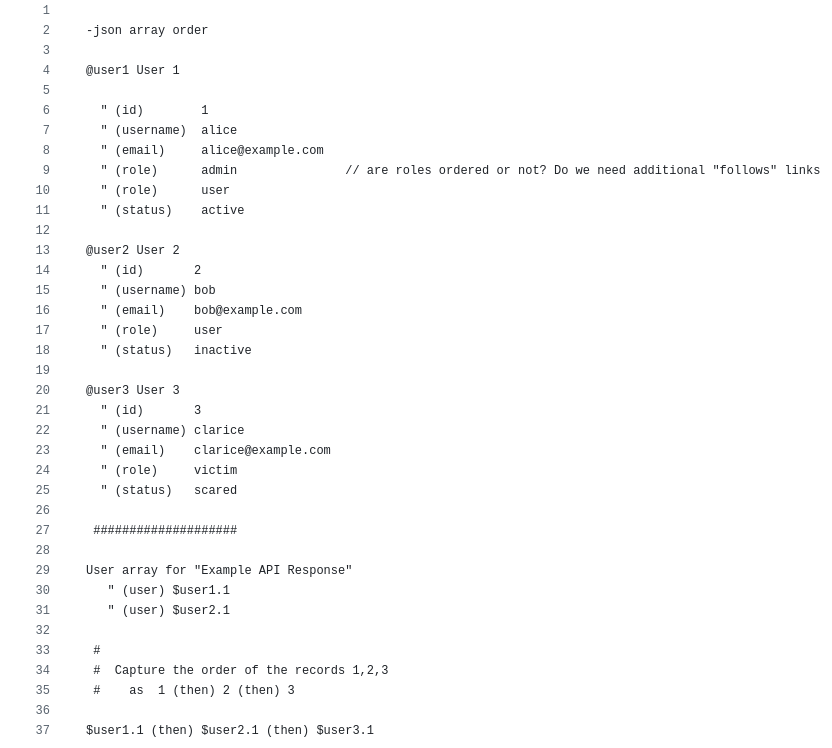 1
2 -json array order
3
4 @user1 User 1
5
6 " (id) 1
7 " (username) alice
8 " (email) alice@example.com
9 " (role) admin // are roles ordered or not? Do we need additional "follows" links
10 " (role) user
11 " (status) active
12
13 @user2 User 2
14 " (id) 2
15 " (username) bob
16 " (email) bob@example.com
17 " (role) user
18 " (status) inactive
19
20 @user3 User 3
21 " (id) 3
22 " (username) clarice
23 " (email) clarice@example.com
24 " (role) victim
25 " (status) scared
26
27 ####################
28
29 User array for "Example API Response"
30 " (user) $user1.1
31 " (user) $user2.1
32
33 #
34 # Capture the order of the records 1,2,3
35 # as 1 (then) 2 (then) 3
36
37 $user1.1 (then) $user2.1 (then) $user3.1